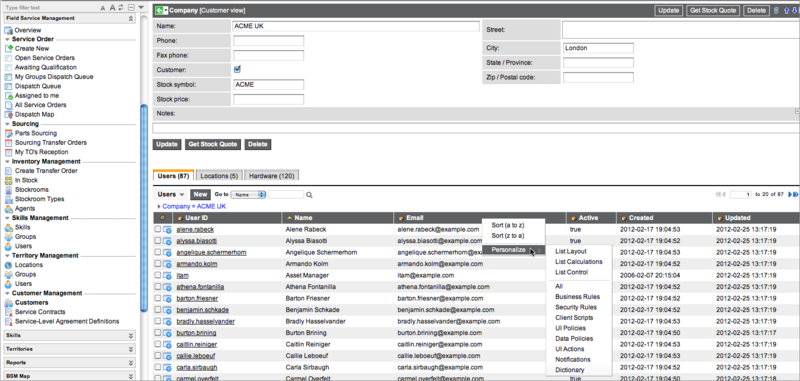 Type filter text
A A
Field Service Management
Overview
Service Order
Create New
Open Service Orders
Awaiting Qualification
My Groups Dispatch Queue
Dispatch Queue
Assigned to me
All Service Orders
Dispatch Map
Sourcing
Parts Sourcing
Sourcing Transfer Orders
My TO's Reception
Inventory Management
Create Transfer Order
In Stock
Stockrooms
Stockroom Types
Agents
Skills Management
Skills
Groups
Users
Territory Management
Locations
Groups
Users
Customer Management
Customers
Service Contracts
Service-Level Agreement Definitions
Skills
Territories
Reports
BSM Map
Company [Customer view]
Update Get Stock Quote Delete
Name: ACME UK
Phone:
Fax phone:
Customer:
Stock symbol: ACME
Stock price:
Street:
City: London
State / Province:
Zip / Postal code:
Notes:
Update Get Stock Quote Delete
Users (87) Locations (5) Hardware (120)
Users New Go to Name 1 to 20 of 87
Company = ACME UK
User ID Name Email Active Created Updated
alene.rabeck Alene Rabeck alene.rabeck@example.com true 2012-02-17 19:04:53 2012-02-25 13:17:19
alyssa.biasotti Alyssa Biasotti alyssa.biasotti@example.com true 2012-02-17 19:04:52 2012-02-25 13:17:19
angelique.schermerhorn Angelique Schermerhorn angelique.schermerhorn@ex 2012-02-17 19:04:53 2012-02-25 13:17:19
armando.kolm Armando Kolm armando.kolm@example.com 2012-02-17 19:04:52 2012-02-25 13:17:19
itam Asset Manager itam@example.com 2006-02-07 20:15:04 2012-02-25 13:17:19
athena.fontanilla Athena Fontanilla athena.fontanilla@example.com 2012-02-17 19:04:52 2012-02-25 13:17:19
barton.friesner Barton Friesner barton.friesner@example.com 2012-02-17 19:04:52 2012-02-25 13:17:19
benjamin.schkade Benjamin Schkade benjamin.schkade@example.com 2012-02-17 19:04:52 2012-02-25 13:17:19
bradly.hasselvander Bradly Hasselvander bradly.hasselvander@example.com 2012-02-17 19:04:53 2012-02-25 13:17:19
burton.brining Burton Brining burton.brining@example.com 2012-02-17 19:04:50 2012-02-25 13:17:19
caitlin.reiniger Caitlin Reiniger caitlin.reiniger@example.com 2012-02-17 19:04:52 2012-02-25 13:17:19
callie.leboeuf Callie Leboeuf callie.leboeuf@example.com 2012-02-17 19:04:53 2012-02-25 13:17:19
carla.sirbaugh Carla Sirbaugh carla.sirbaugh@example.com 2012-02-17 19:04:52 2012-02-25 13:17:19
carmel.overfelt Carmel Overfelt carmel.overfelt@example.com 2012-02-17 19:04:50 2012-02-25 13:17:18
Sort (a to z)
Sort (z to a)
Personalize
List Layout
List Calculations
List Control
All
Business Rules
Security Rules
Client Scripts
UI Policies
Data Policies
UI Actions
Notifications
Dictionary